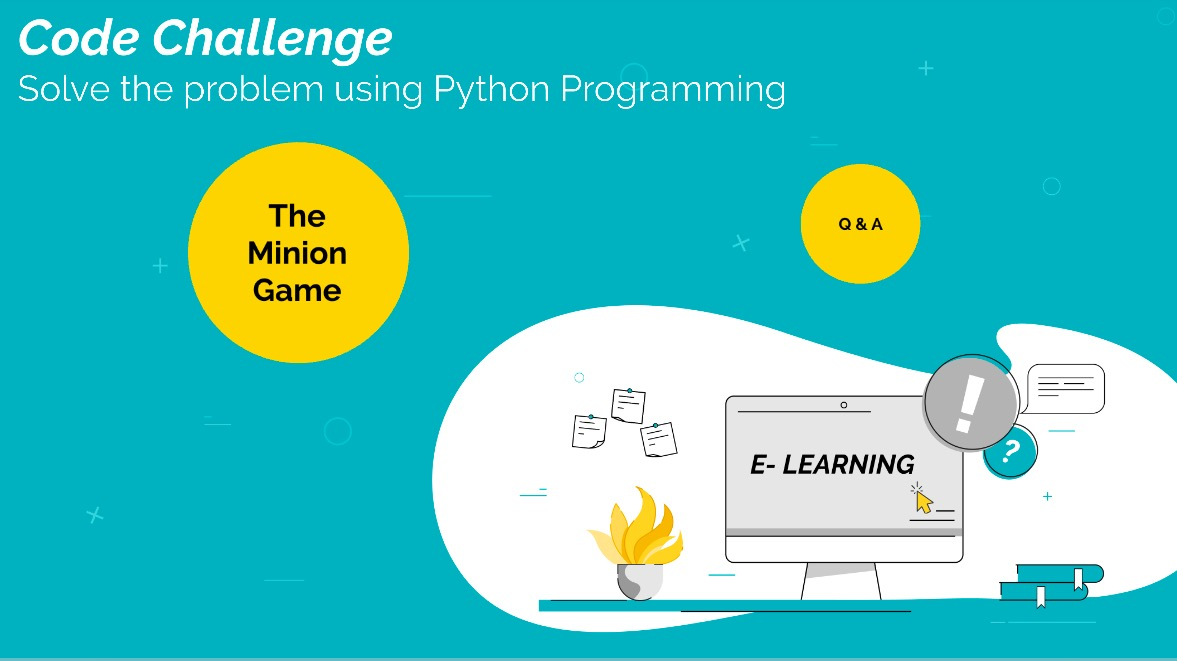 Code Challenge
Solve the problem using Python Programming
The
Minion
Game
Q & A
!
?
E- LEARNING